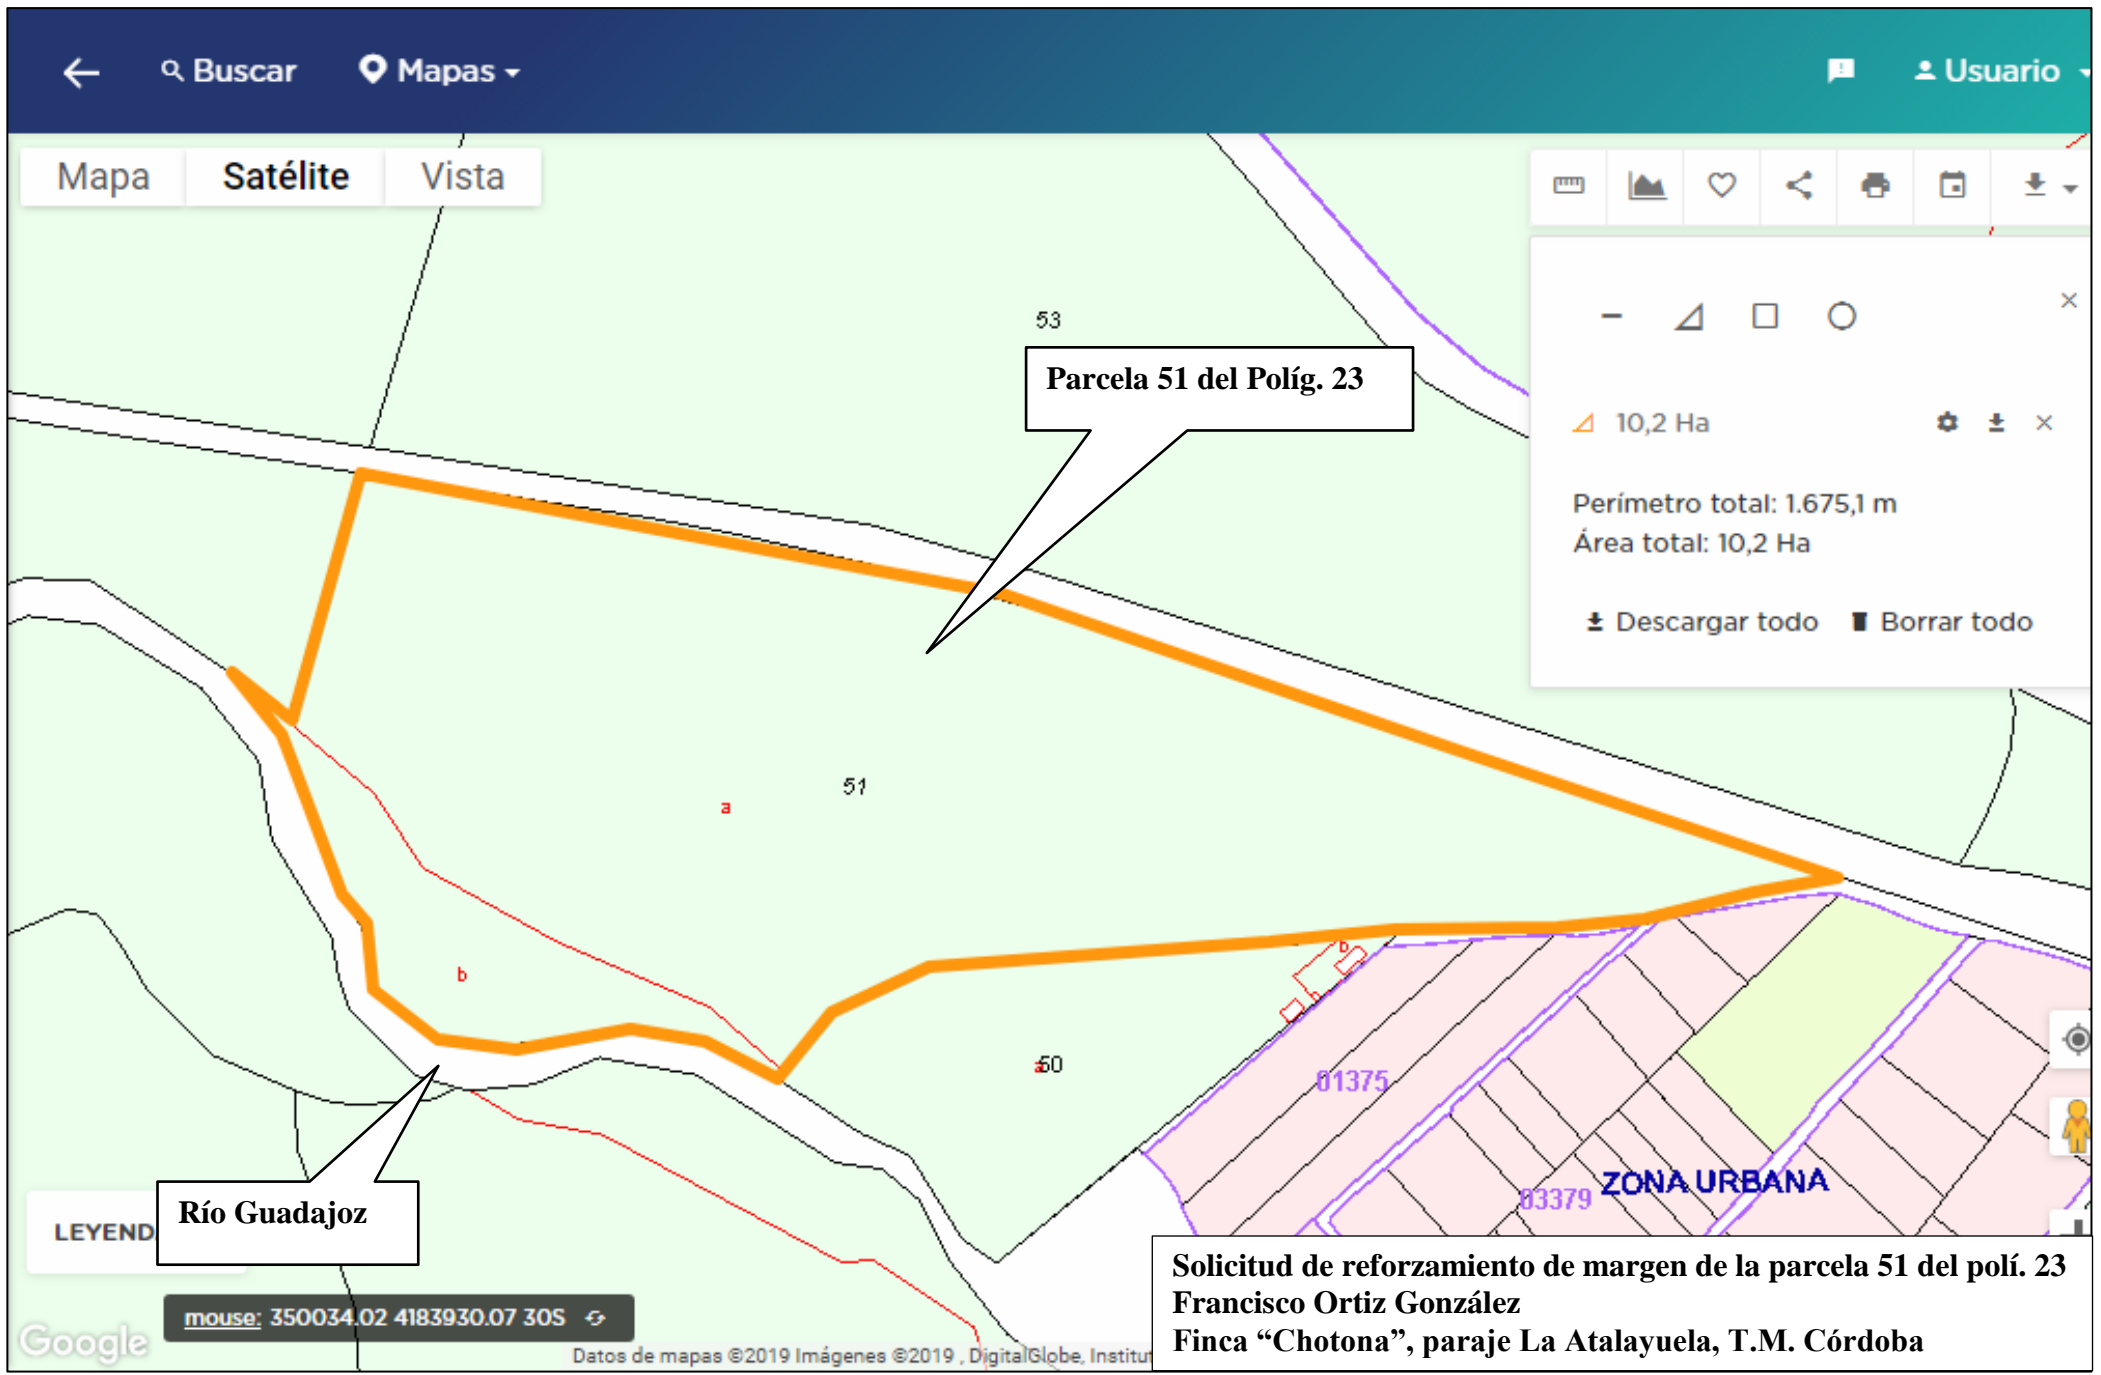 Buscar
Mapas
Usuario
Mapa
Satélite
Vista
53
Parcela 51 del Políg. 23
10,2 Ha
Perímetro total: 1.675,1 m
Área total: 10,2 Ha
Descargar todo
Borrar todo
51
a
b
b
a
50
01375
ZONA URBANA
03379
Río Guadajoz
Solicitud de reforzamiento de margen de la parcela 51 del polí. 23
Francisco Ortiz González
Finca “Chotona”, paraje La Atalayuela, T.M. Córdoba
LEYEND
mouse: 350034.02 4183930.07 30S
Google
Datos de mapas ©2019 Imágenes ©2019 , DigitalGlobe, Institut